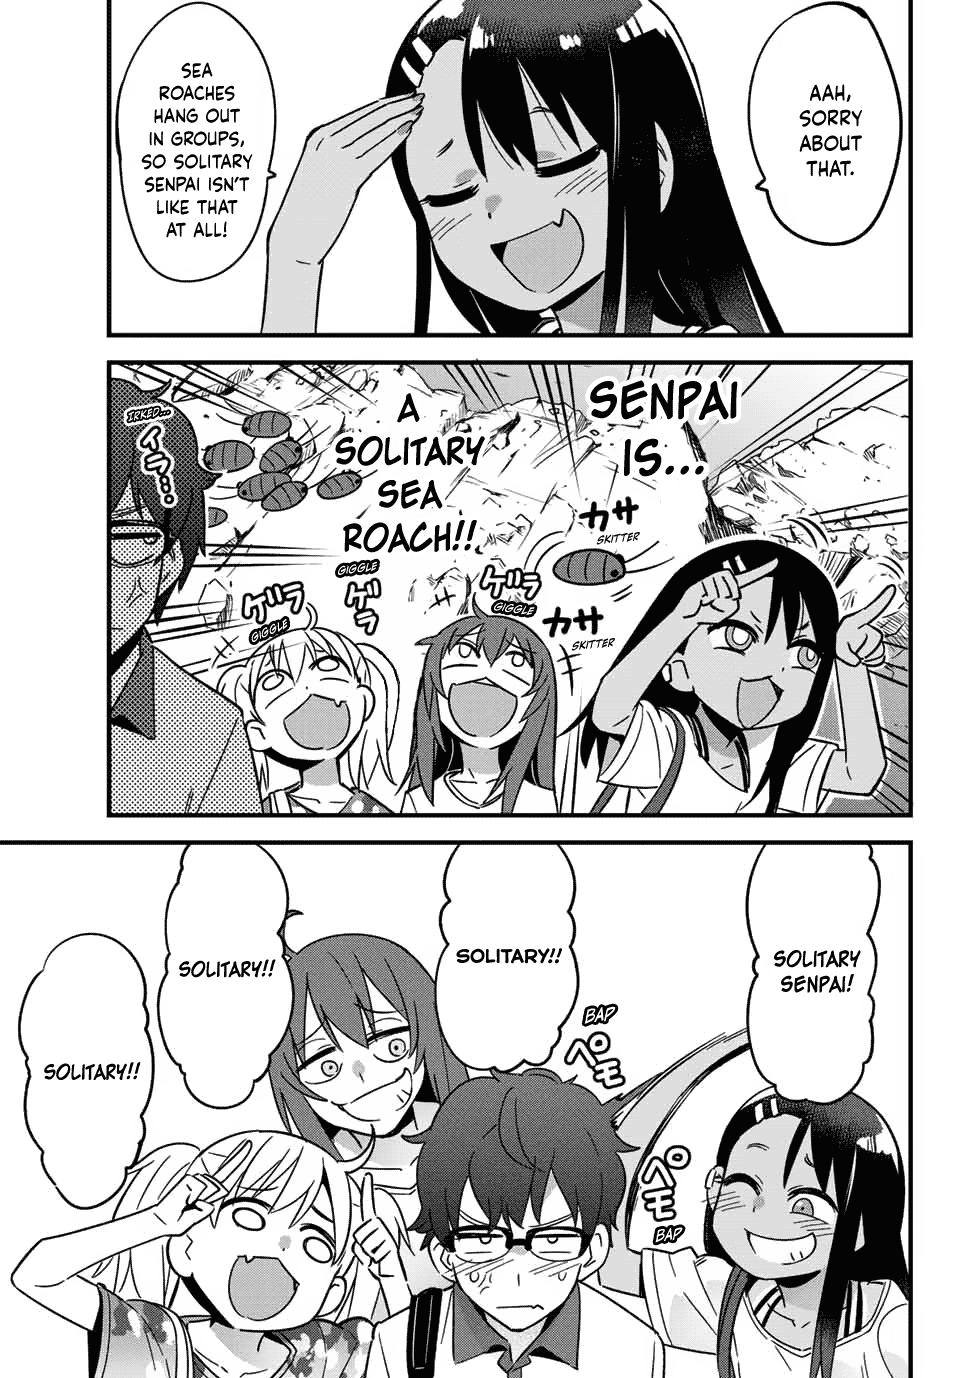 AAH,
SORRY
ABOUT
THAT.
SEA
ROACHES
HANG OUT
IN GROUPS,
SO SOLITARY
SENPAI ISN'T
LIKE THAT
AT ALL!
SENPAI
IS...
カサ
SKITTER
カサ
SKITTER
A
SOLITARY
SEA
ROACH!!
ゲラ
GIGGLE
ゲラ
GIGGLE
ゲラ
GIGGLE
IRKED...
イラ...
SOLITARY
SENPAI!
SOLITARY!!
SOLITARY!!
SOLITARY!!
BAP
ペモ
ペモ
BAP